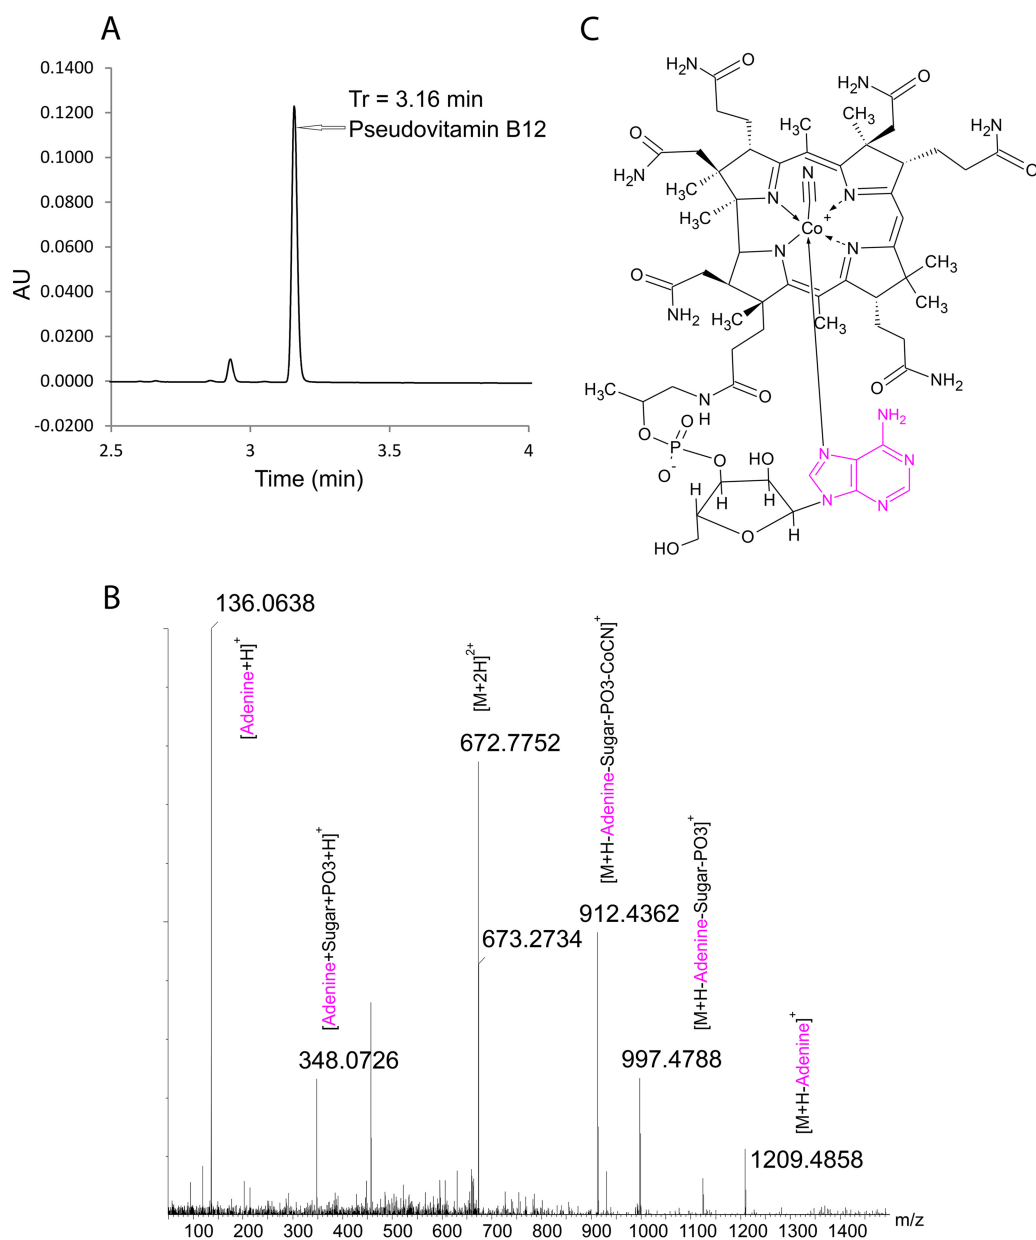 A
0.1400
0.1200
0.1000
0.0800
0.0600
0.0400
0.0200
0.0000
-0.0200
AU
2.5
3
3.5
4
Time (min)
Tr = 3.16 min
Pseudovitamin B12
C
H₂N
O
H₂N
O
H₃C
CH₃
H₂N
O
O
H₂N
H₃C
H₃C
N
N
N
Co⁺
N
N
CH₃
CH₃
O
NH₂
H₃C
CH₃
O
NH₂
H₃C
N
H
O
O
O
P
O⁻
O
HO
H
H
H
H
O
HO
NH₂
N
N
N
N
B
136.0638
[Adenine+H]⁺
[Adenine+Sugar+PO3+H]⁺
348.0726
[M+2H]²⁺
672.7752
673.2734
[M+H-Adenine-Sugar-PO3-CoCN]⁺
912.4362
[M+H-Adenine-Sugar-PO3]⁺
997.4788
[M+H-Adenine]⁺
1209.4858
100 200 300 400 500 600 700 800 900 1000 1100 1200 1300 1400
m/z